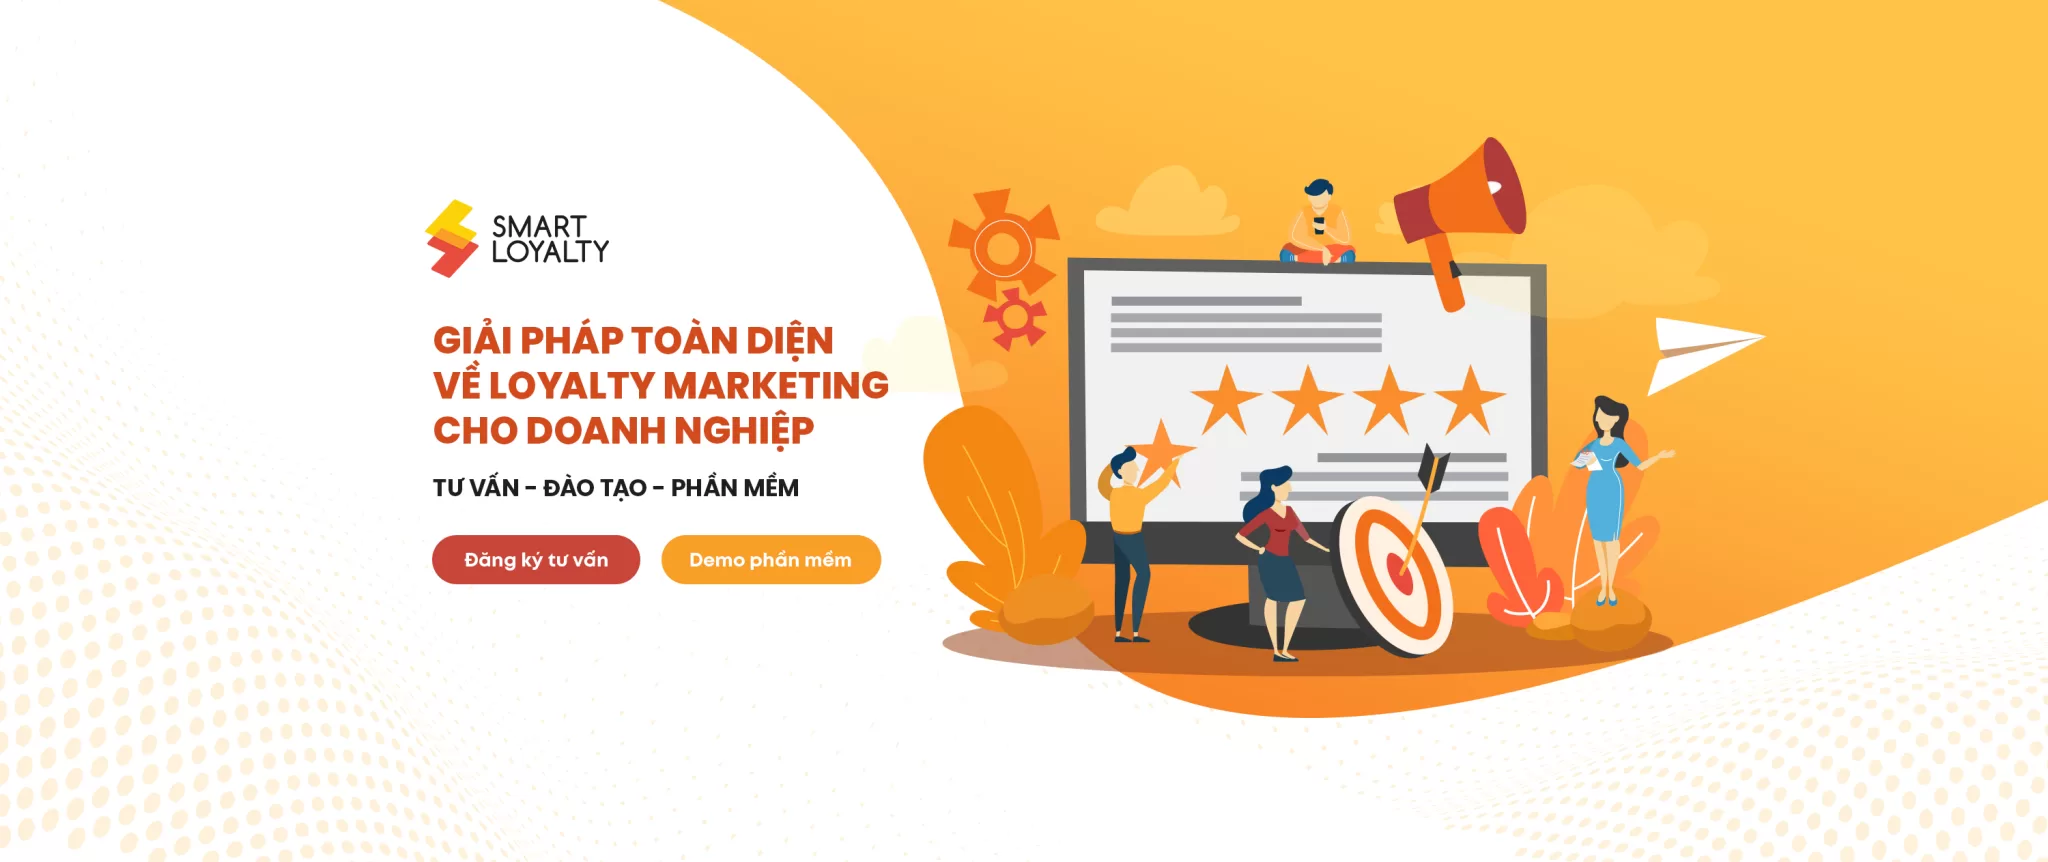 SMART
LOYALTY
GIẢI PHÁP TOÀN DIỆN
VỀ LOYALTY MARKETING
CHO DOANH NGHIỆP
TƯ VẤN - ĐÀO TẠO - PHẦN MỀM
Đăng ký tư vấn
Demo phần mềm